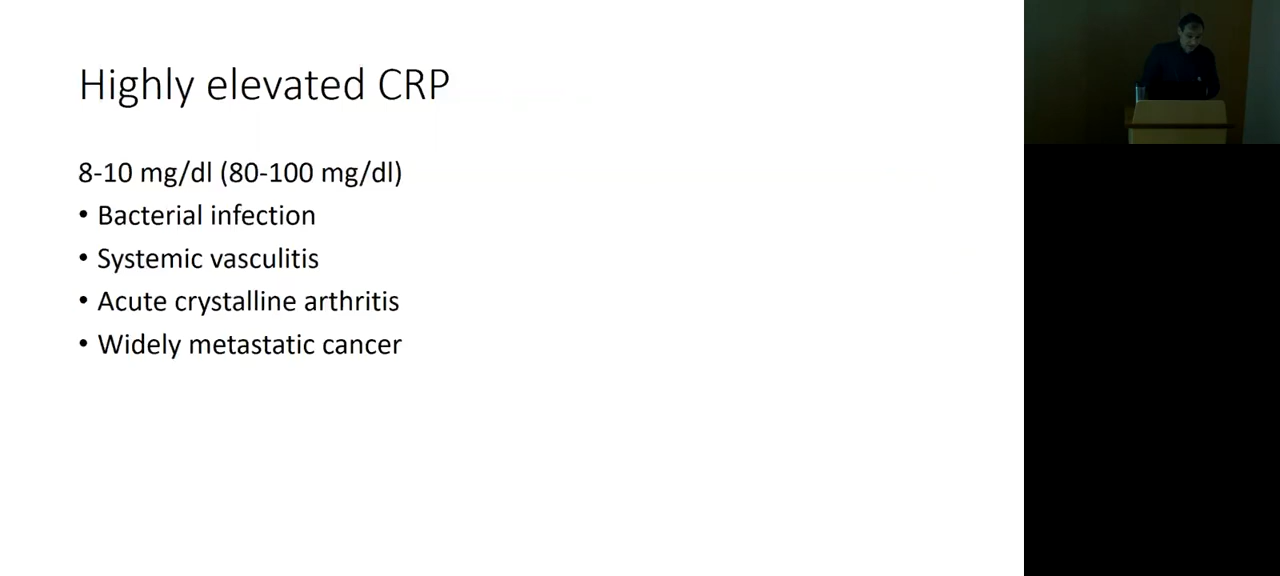 Highly elevated CRP
8-10 mg/dl (80-100 mg/dl)
• Bacterial infection
• Systemic vasculitis
• Acute crystalline arthritis
• Widely metastatic cancer